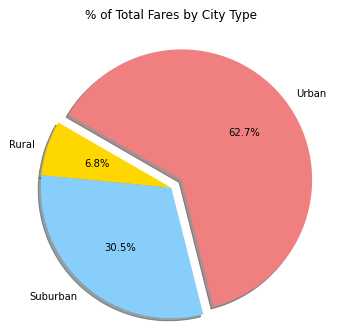 % of Total Fares by City Type
Urban
62.7%
Rural
6.8%
30.5%
Suburban